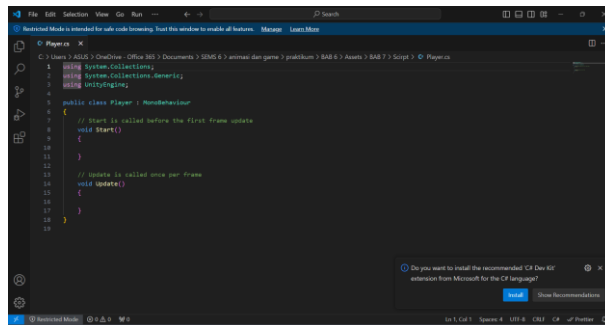 File Edit Selection View Go Run ··· Search
Restricted Mode is intended for safe code browsing. Trust this window to enable all features. Manage Learn More
Player.cs
C: > Users > ASUS > OneDrive - Office 365 > Documents > SEMS 6 > animasi dan game > praktikum > BAB 6 > Assets > BAB 7 > Scirpt > Player.cs
1 using System.Collections;
2 using System.Collections.Generic;
3 using UnityEngine;
4
5 public class Player : MonoBehaviour
6 {
7 // Start is called before the first frame update
8 void Start()
9 {
10
11 }
12
13 // Update is called once per frame
14 void Update()
15 {
16
17 }
18 }
19
Do you want to install the recommended 'C# Dev Kit'
extension from Microsoft for the C# language?
Install Show Recommendations
Restricted Mode 0 0 0 Ln 1, Col 1 Spaces: 4 UTF-8 CRLF C# Prettier